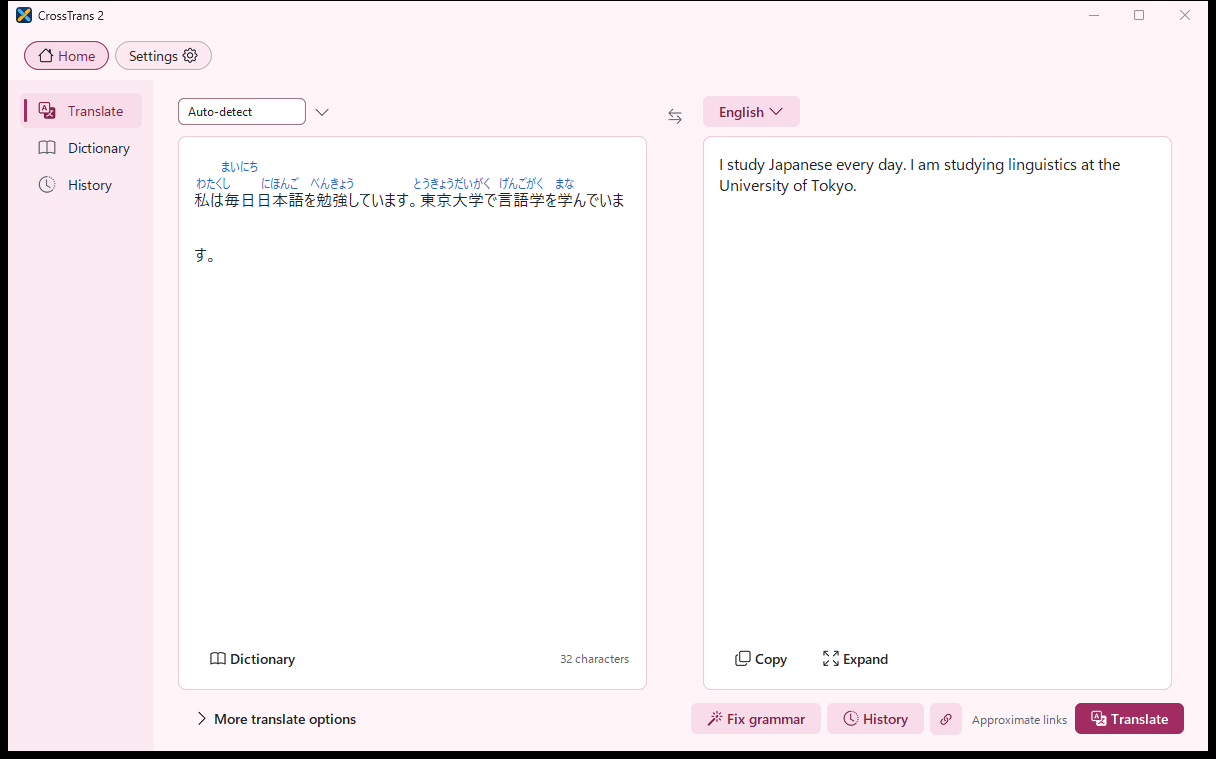 CrossTrans 2
Home
Settings
Translate
Dictionary
History
Auto-detect
English
まいにち
わたくし にほんご べんきょう とうきょうだいがく げんごがく まな
私は毎日日本語を勉強しています。東京大学で言語学を学んでいま
す。
Dictionary
32 characters
I study Japanese every day. I am studying linguistics at the
University of Tokyo.
Copy
Expand
More translate options
Fix grammar
History
Approximate links
Translate